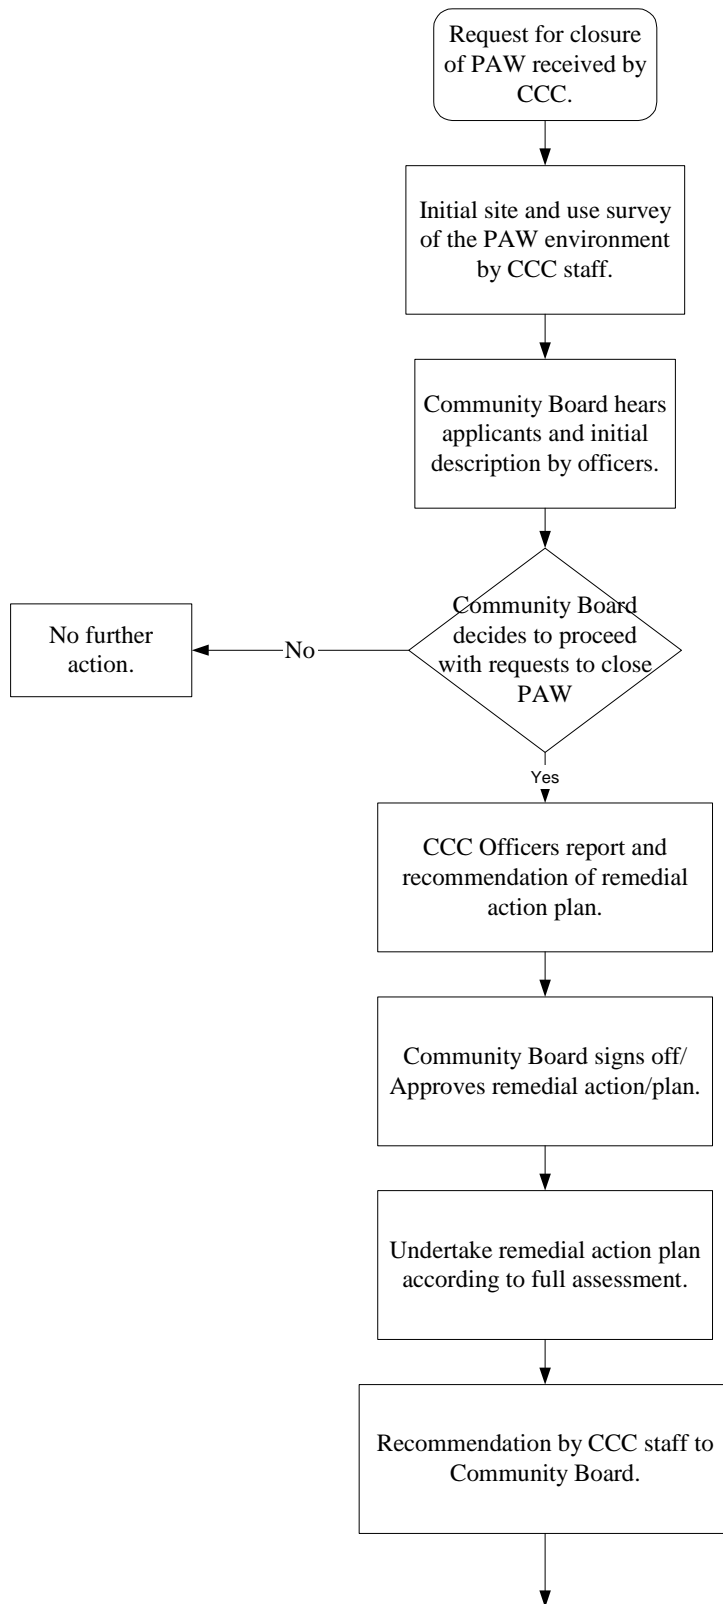 Request for closure
of PAW received by
CCC.
Initial site and use survey
of the PAW environment
by CCC staff.
Community Board hears
applicants and initial
description by officers.
Community Board
decides to proceed
with requests to close
PAW
No further
action.
No
Yes
CCC Officers report and
recommendation of remedial
action plan.
Community Board signs off/
Approves remedial action/plan.
Undertake remedial action plan
according to full assessment.
Recommendation by CCC staff to
Community Board.